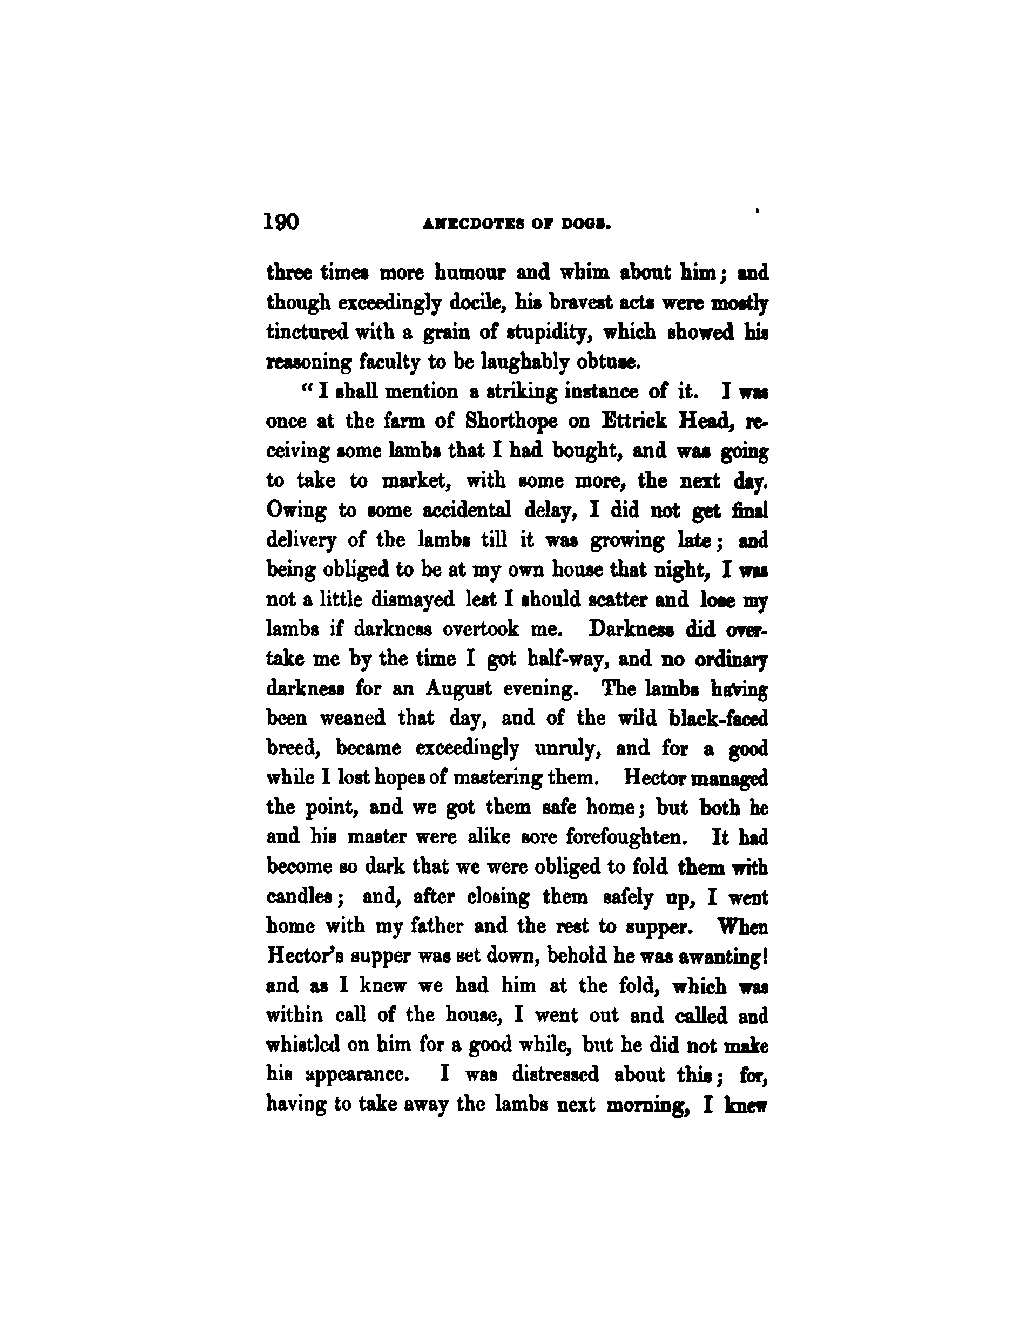 190 ANECDOTES OF DOGS.
three times more humour and whim about him; and
though exceedingly docile, his bravest acts were mostly
tinctured with a grain of stupidity, which showed his
reasoning faculty to be laughably obtuse.
“I shall mention a striking instance of it. I was
once at the farm of Shorthope on Ettrick Head, re-
ceiving some lambs that I had bought, and was going
to take to market, with some more, the next day.
Owing to some accidental delay, I did not get final
delivery of the lambs till it was growing late; and
being obliged to be at my own house that night, I was
not a little dismayed lest I should scatter and lose my
lambs if darkness overtook me. Darkness did over-
take me by the time I got half-way, and no ordinary
darkness for an August evening. The lambs having
been weaned that day, and of the wild black-faced
breed, became exceedingly unruly, and for a good
while I lost hopes of mastering them. Hector managed
the point, and we got them safe home; but both he
and his master were alike sore forefoughten. It had
become so dark that we were obliged to fold them with
candles; and, after closing them safely up, I went
home with my father and the rest to supper. When
Hector's supper was set down, behold he was awanting!
and as I knew we had him at the fold, which was
within call of the house, I went out and called and
whistled on him for a good while, but he did not make
his appearance. I was distressed about this; for,
having to take away the lambs next morning, I knew